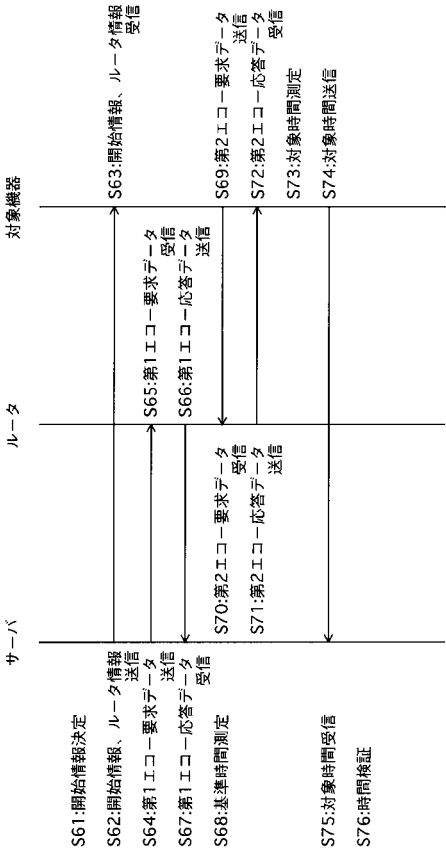 サーバ
ルータ
対象機器
S61:開始情報決定
S62:開始情報、ルータ情報
送信
S63:開始情報、ルータ情報
受信
S64:第1エコー要求データ
送信
S65:第1エコー要求データ
受信
S66:第1エコー応答データ
送信
S67:第1エコー応答データ
受信
S68:基準時間測定
S69:第2エコー要求データ
送信
S70:第2エコー要求データ
受信
S71:第2エコー応答データ
送信
S72:第2エコー応答データ
受信
S73:対象時間測定
S74:対象時間送信
S75:対象時間受信
S76:時間検証